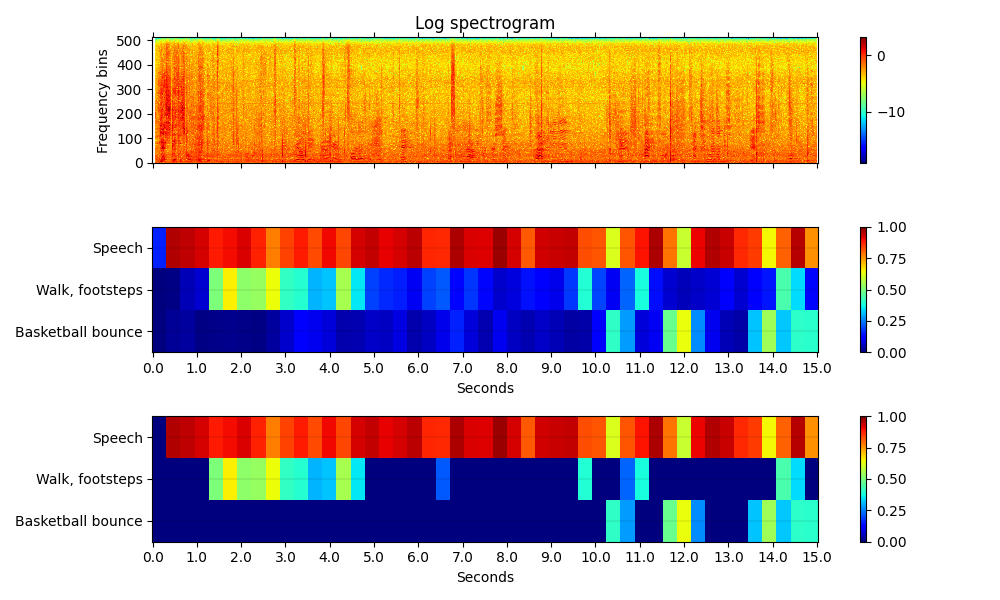 Log spectrogram
Frequency bins
500
400
300
200
100
0
0
−10
Speech
Walk, footsteps
Basketball bounce
0.0 1.0 2.0 3.0 4.0 5.0 6.0 7.0 8.0 9.0 10.0 11.0 12.0 13.0 14.0 15.0
Seconds
1.00
0.75
0.50
0.25
0.00
Speech
Walk, footsteps
Basketball bounce
0.0 1.0 2.0 3.0 4.0 5.0 6.0 7.0 8.0 9.0 10.0 11.0 12.0 13.0 14.0 15.0
Seconds
1.00
0.75
0.50
0.25
0.00